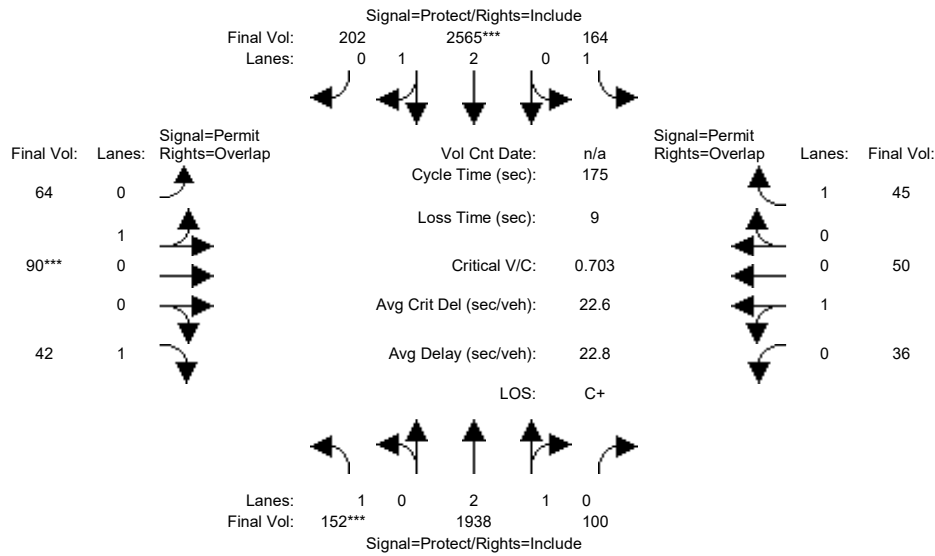 Signal=Protect/Rights=Include
Final Vol: 202 2565*** 164
Lanes: 0 1 2 0 1
Signal=Permit
Final Vol: Lanes: Rights=Overlap
Vol Cnt Date: n/a
Signal=Permit
Rights=Overlap Lanes: Final Vol:
Cycle Time (sec): 175
64 0
1 45
Loss Time (sec): 9
1
0
90*** 0
Critical V/C: 0.703
0 50
0
Avg Crit Del (sec/veh): 22.6
1
42 1
Avg Delay (sec/veh): 22.8
0 36
LOS: C+
Lanes: 1 0 2 1 0
Final Vol: 152*** 1938 100
Signal=Protect/Rights=Include